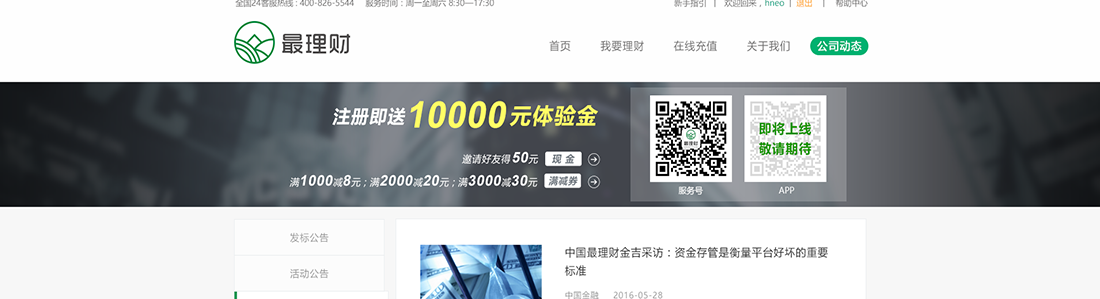 全国24客服热线 : 400-826-5544 服务时间：周一至周六 8:30—17:30 新手指引 | 欢迎回来，hneo | 退出 | 帮助中心
最理财 首页 我要理财 在线充值 关于我们 公司动态
注册即送10000元体验金
邀请好友得50元 现 金
满1000减8元；满2000减20元；满3000减30元 满减券
最理财
即将上线
敬请期待
服务号 APP
发标公告
活动公告
中国最理财金吉采访：资金存管是衡量平台好坏的重要
标准
中国金融 2016-05-28